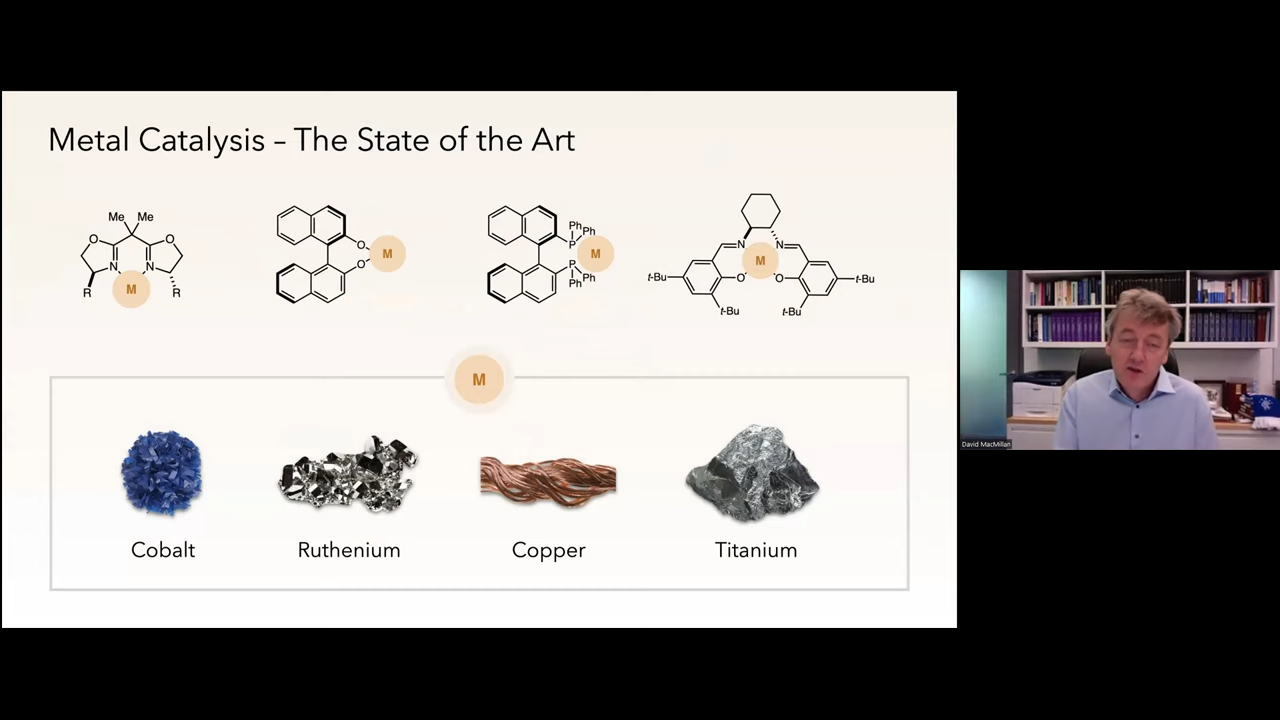 Metal Catalysis – The State of the Art
Me Me
O O
N N
M
R R
O
M
O
Ph
Ph
P
M
P
Ph
Ph
N N
M
t-Bu O O t-Bu
t-Bu t-Bu
M
Cobalt Ruthenium Copper Titanium
David MacMillan